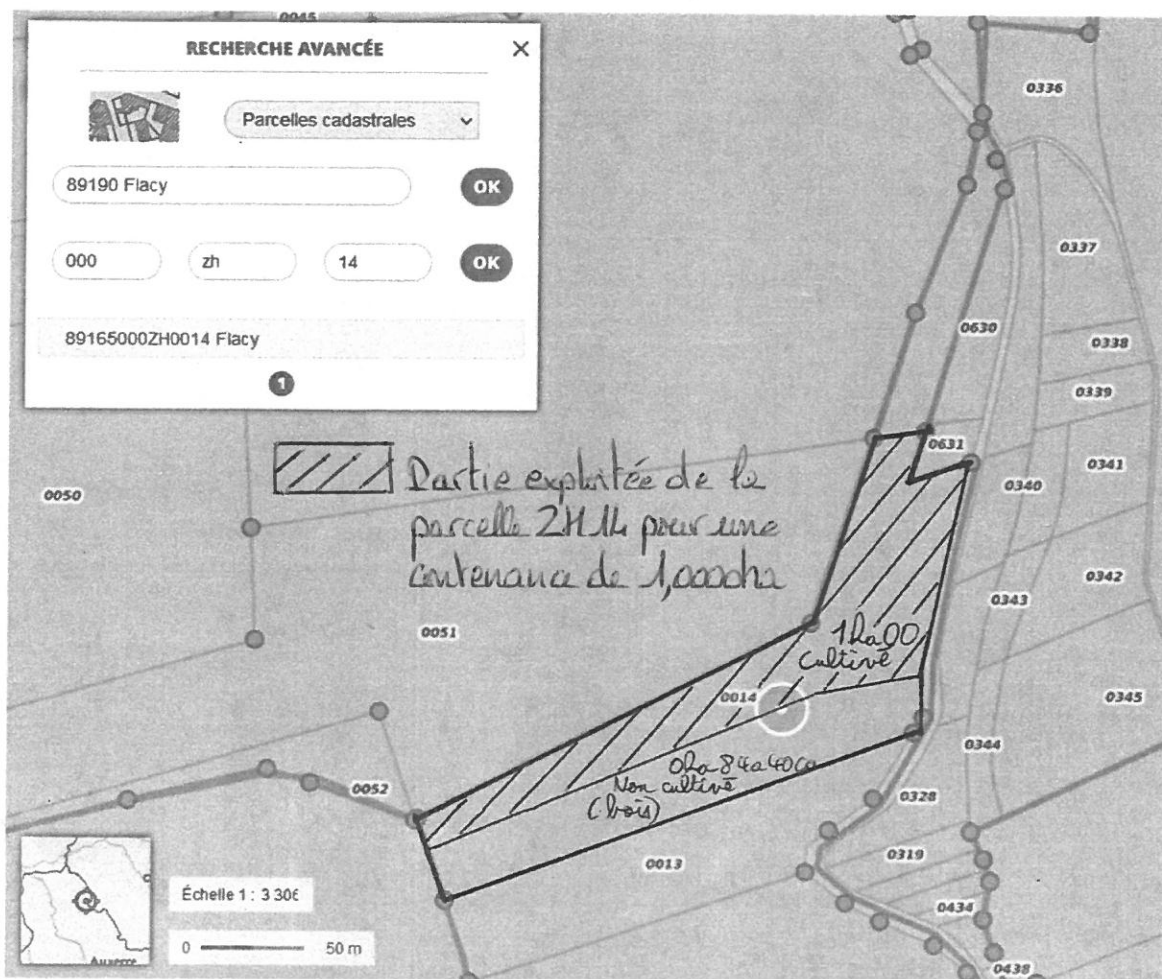 0045
RECHERCHE AVANCÉE
×
Parcelles cadastrales
89190 Flacy
OK
000
zh
14
OK
89165000ZH0014 Flacy
1
0336
0337
0630
0338
0339
0631
0341
0340
0050
Partie exploitée de la
parcelle ZH 14 pour une
contenance de 1,0000ha
0342
0343
0051
1ha00
Cultivé
0014
0345
0ha84a40ca
Non cultivé
(bois)
0344
0052
0328
0013
0319
0434
0438
Échelle 1 : 3 306
0
50 m
Auxerre